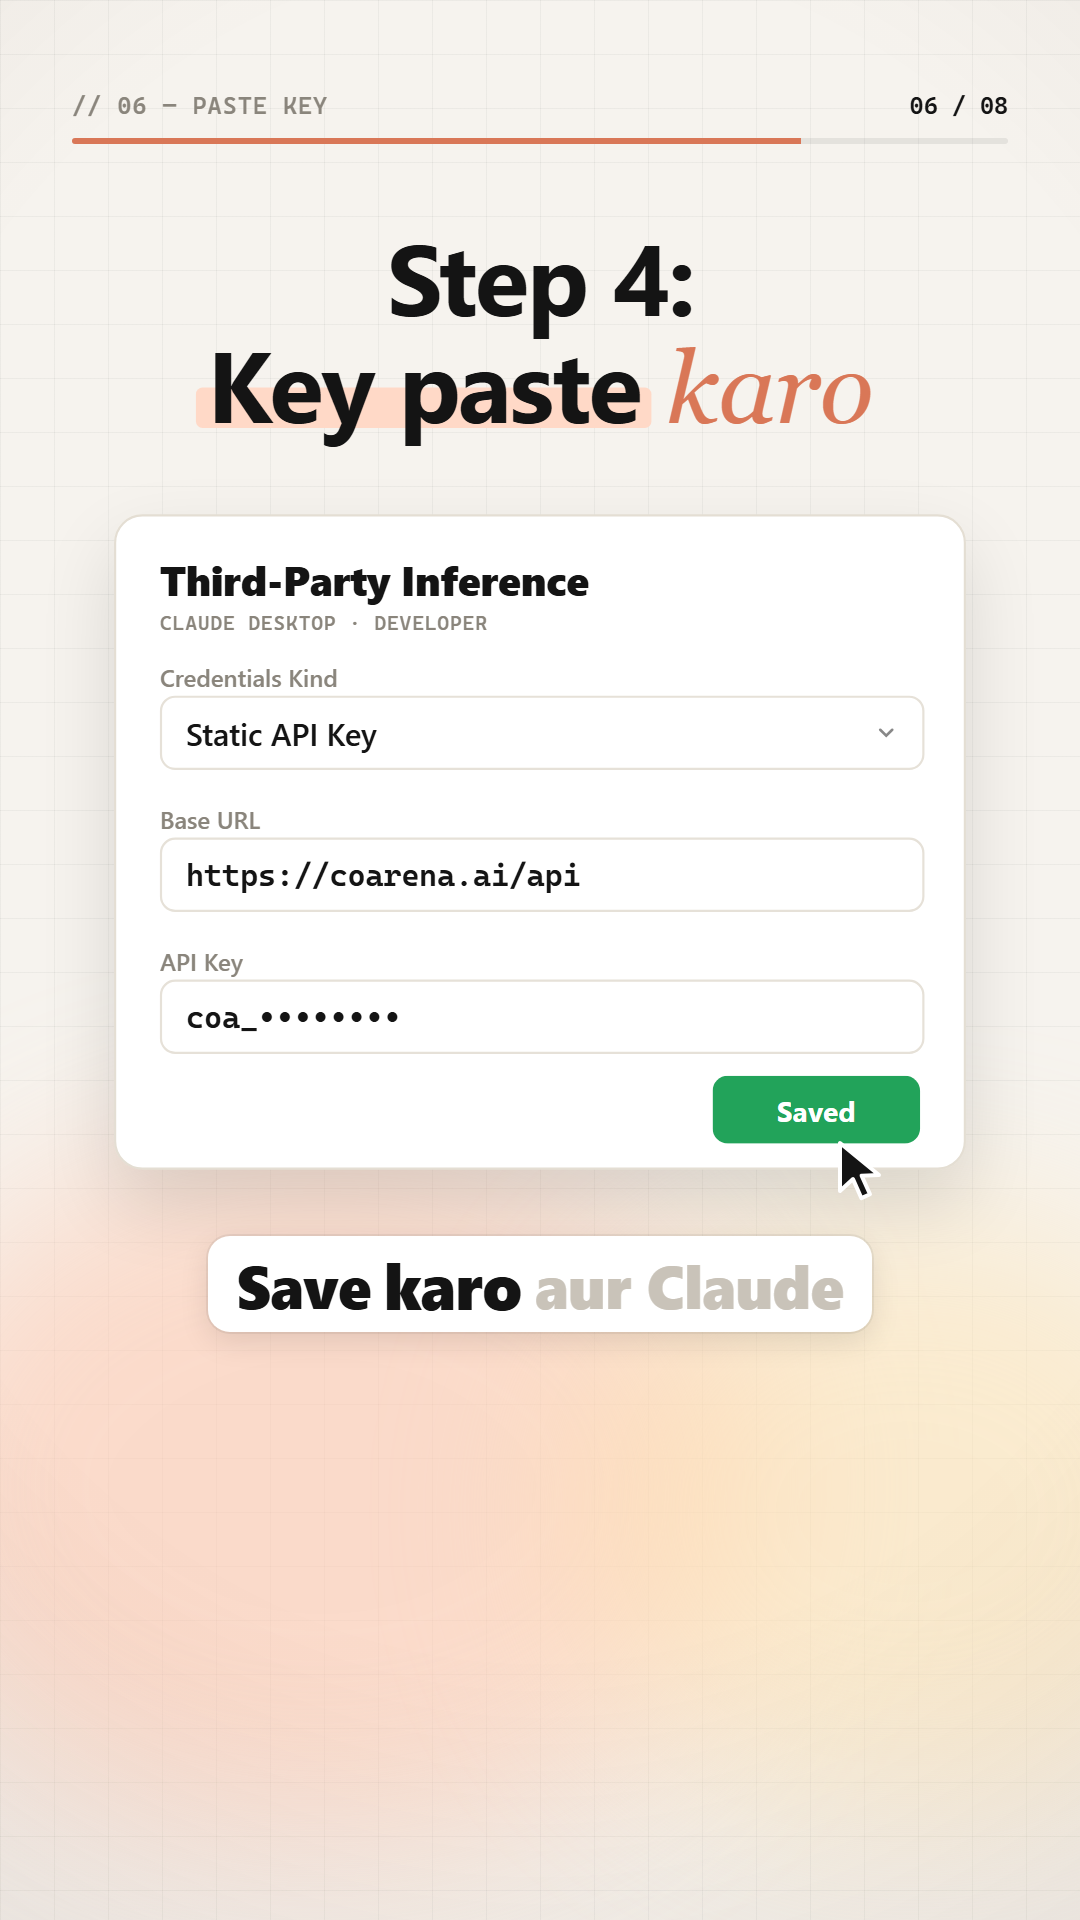 // 06 — PASTE KEY
06 / 08
Step 4:
Key paste karo
Third-Party Inference
CLAUDE DESKTOP · DEVELOPER
Credentials Kind
Static API Key
Base URL
https://coarena.ai/api
API Key
coa_••••••••
Saved
Save karo aur Claude